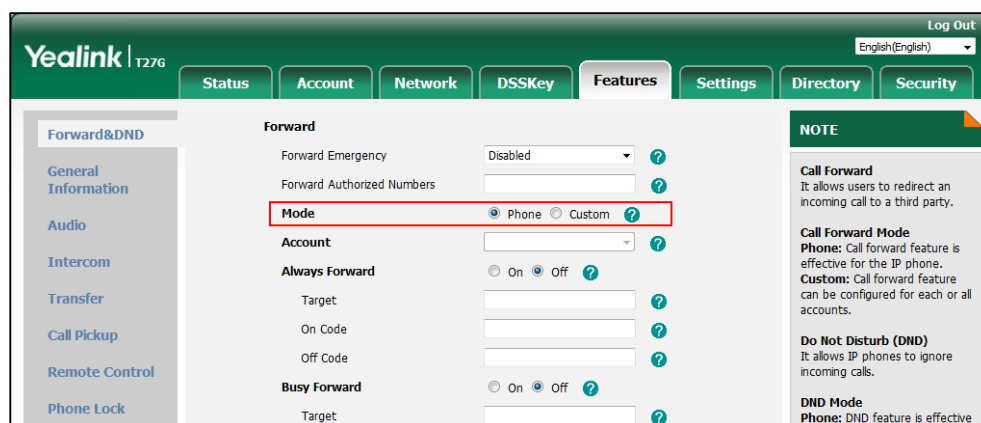 Log Out
Yealink T27G
English(English)
Status Account Network DSSKey Features Settings Directory Security
Forward&DND
General
Information
Audio
Intercom
Transfer
Call Pickup
Remote Control
Phone Lock
Forward
Forward Emergency Disabled ?
Forward Authorized Numbers ?
Mode Phone Custom ?
Account ?
Always Forward On Off ?
Target ?
On Code ?
Off Code ?
Busy Forward On Off ?
Target ?
NOTE
Call Forward
It allows users to redirect an
incoming call to a third party.
Call Forward Mode
Phone: Call forward feature is
effective for the IP phone.
Custom: Call forward feature
can be configured for each or all
accounts.
Do Not Disturb (DND)
It allows IP phones to ignore
incoming calls.
DND Mode
Phone: DND feature is effective